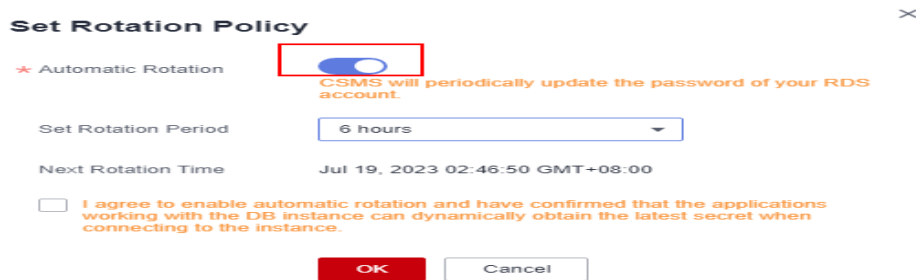 Set Rotation Policy
* Automatic Rotation
CSMS will periodically update the password of your RDS
account.
Set Rotation Period 6 hours
Next Rotation Time Jul 19, 2023 02:46:50 GMT+08:00
I agree to enable automatic rotation and have confirmed that the applications
working with the DB instance can dynamically obtain the latest secret when
connecting to the instance.
OK Cancel